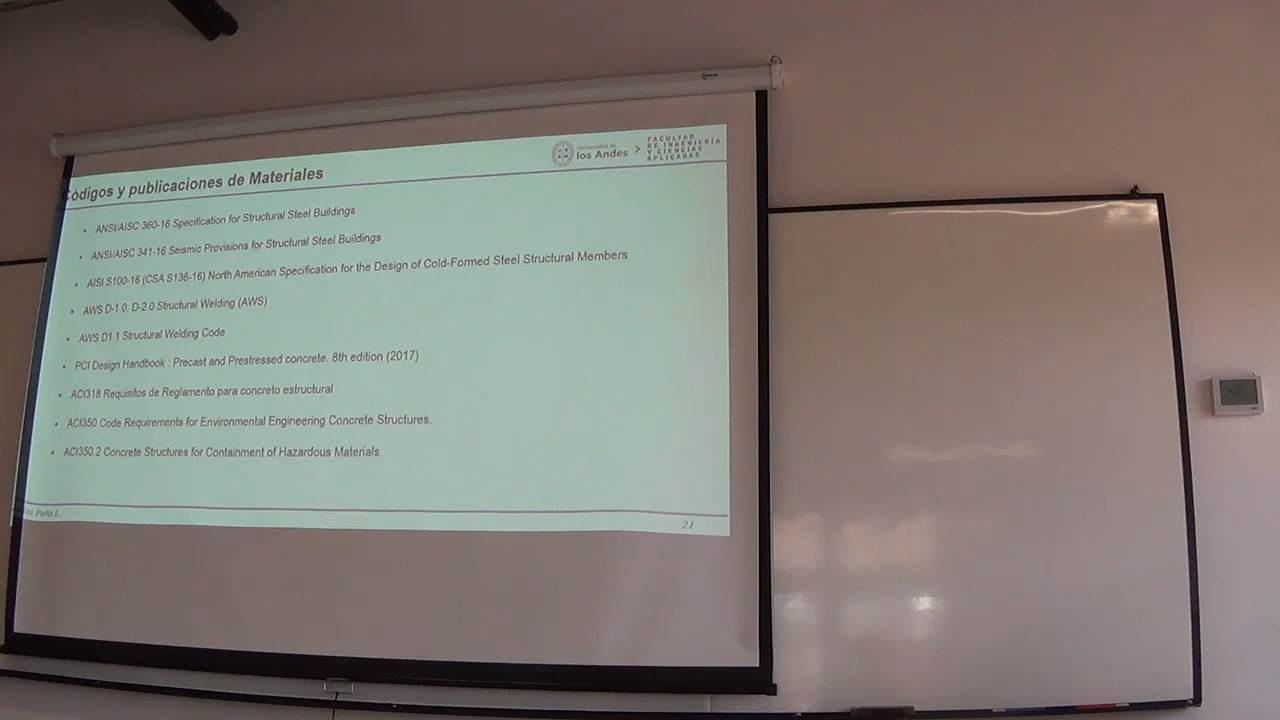 Universidad de
los Andes
FACULTAD
DE INGENIERÍA
Y CIENCIAS
APLICADAS
Códigos y publicaciones de Materiales
ANSI/AISC 360-16 Specification for Structural Steel Buildings
ANSI/AISC 341-16 Seismic Provisions for Structural Steel Buildings
AISI S100-16 (CSA S136-16) North American Specification for the Design of Cold-Formed Steel Structural Members
AWS D-1.0. D-2.0 Structural Welding (AWS)
AWS D1.1 Structural Welding Code
PCI Design Handbook : Precast and Prestressed concrete. 8th edition (2017)
ACI318 Requisitos de Reglamento para concreto estructural
ACI350 Code Requirements for Environmental Engineering Concrete Structures.
ACI350.2 Concrete Structures for Containment of Hazardous Materials.
Peña L.
21